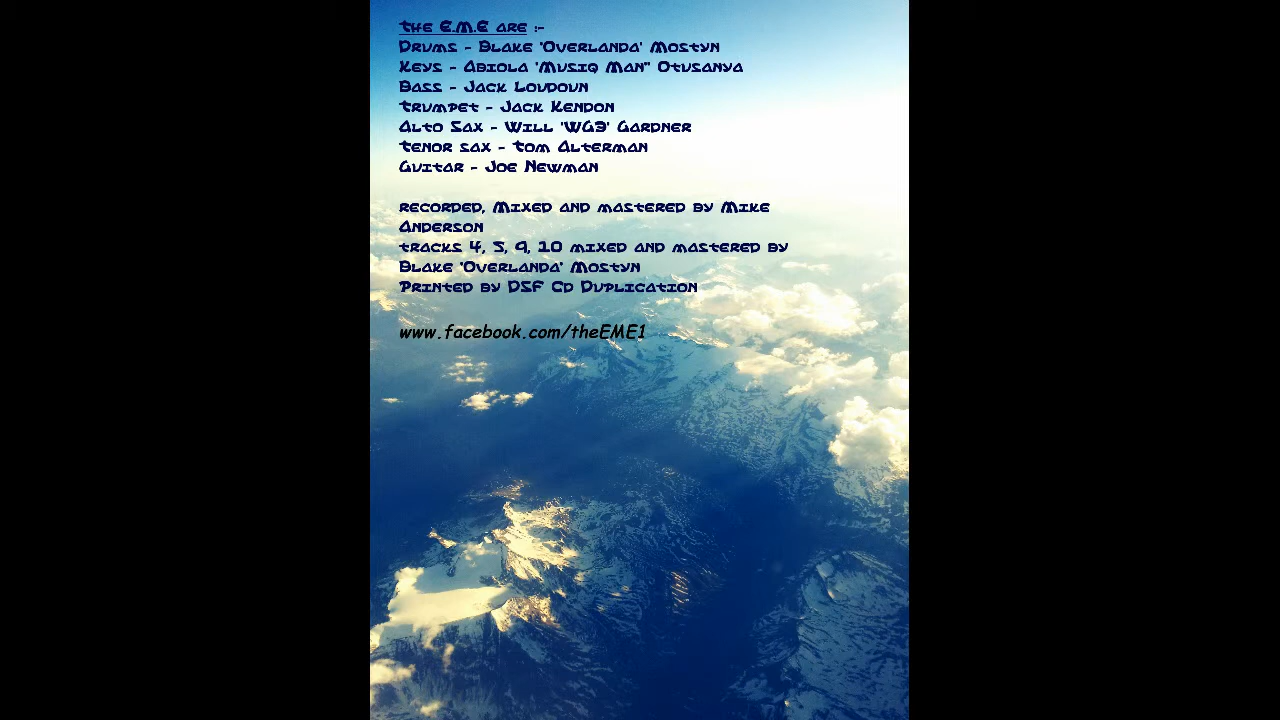 The E.M.E are :-
Drums - Blake 'Overlanda' Mostyn
Keys - Abiola 'Musiq Man" Otusanya
Bass - Jack Loudoun
Trumpet - Jack Kendon
Alto Sax - Will 'WG3' Gardner
Tenor sax - Tom Alterman
Guitar - Joe Newman
recorded, Mixed and mastered by Mike
Anderson
tracks 4, 5, 9, 10 mixed and mastered by
Blake 'Overlanda' Mostyn
Printed by DSF Cd Duplication
www.facebook.com/theEME1